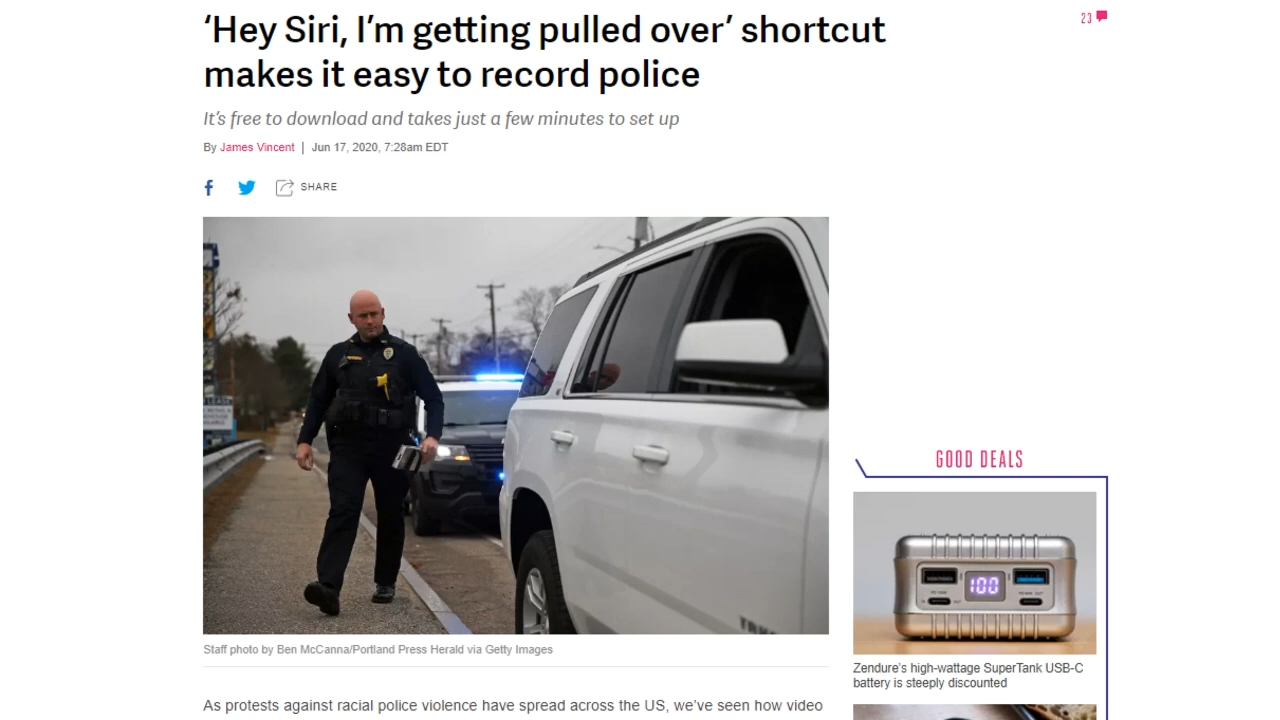 ‘Hey Siri, I’m getting pulled over’ shortcut
makes it easy to record police
23
It’s free to download and takes just a few minutes to set up
By James Vincent | Jun 17, 2020, 7:28am EDT
SHARE
Staff photo by Ben McCanna/Portland Press Herald via Getty Images
As protests against racial police violence have spread across the US, we’ve seen how video
GOOD DEALS
100
Zendure’s high-wattage SuperTank USB-C
battery is steeply discounted